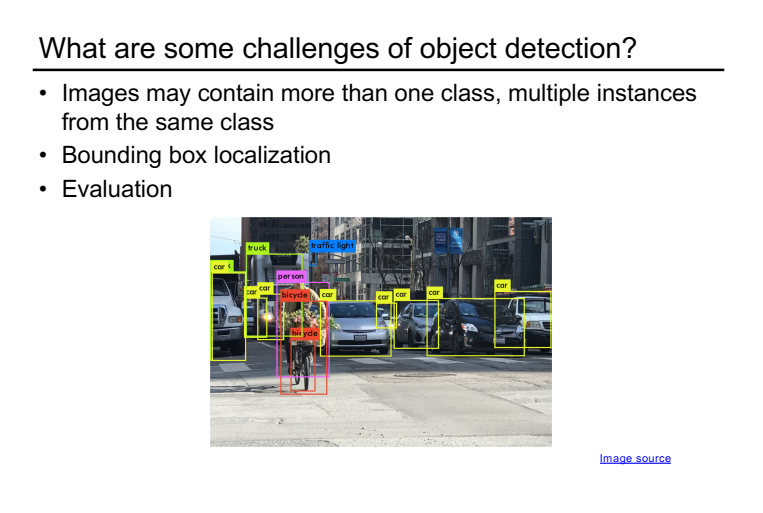 What are some challenges of object detection?
• Images may contain more than one class, multiple instances
from the same class
• Bounding box localization
• Evaluation
truck
traffic light
car
person
car
car
bicycle
car
car
car
car
car
bicycle
Image source